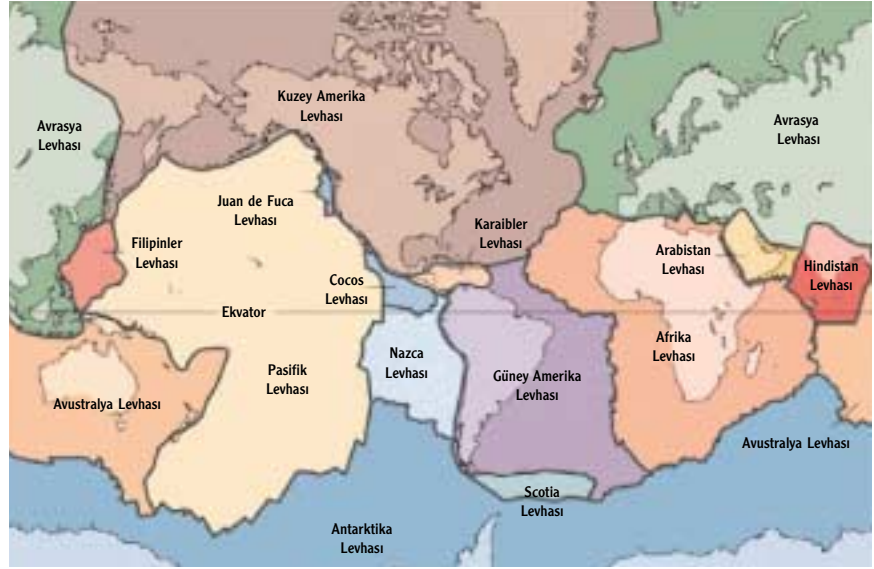 Kuzey Amerika
Levhası
Avrasya
Levhası
Avrasya
Levhası
Juan de Fuca
Levhası
Karaibler
Levhası
Filipinler
Levhası
Arabistan
Levhası
Hindistan
Levhası
Cocos
Levhası
Ekvator
Afrika
Levhası
Nazca
Levhası
Pasifik
Levhası
Güney Amerika
Levhası
Avustralya Levhası
Avustralya Levhası
Scotia
Levhası
Antarktika
Levhası